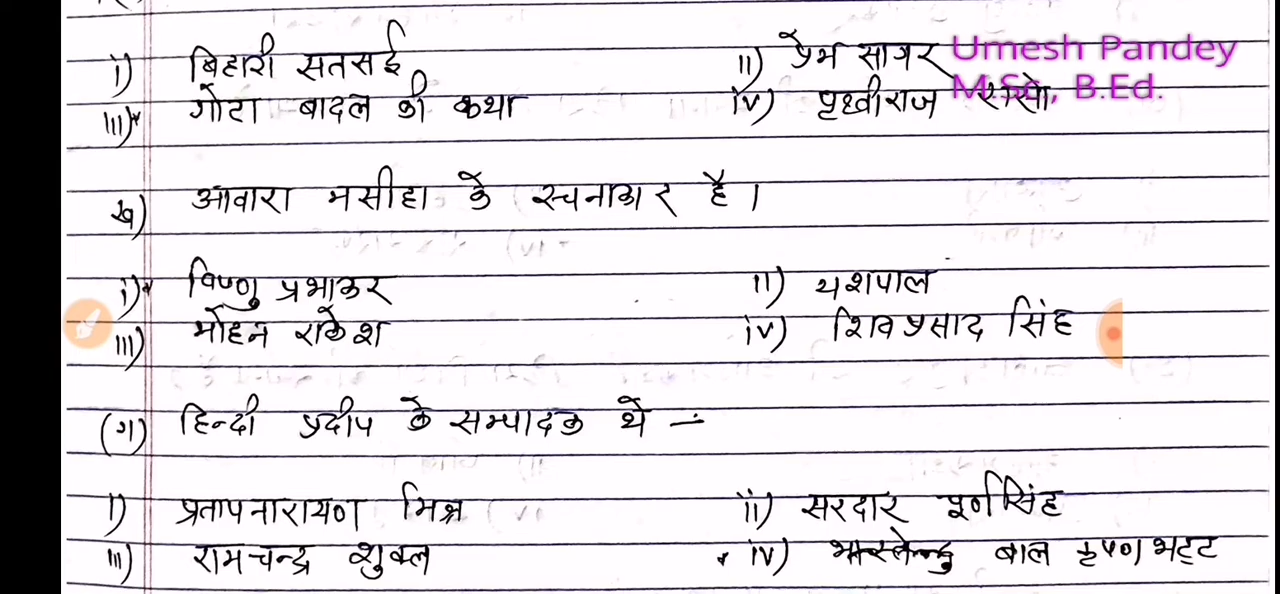 i) बिहारी सतसई ii) प्रेम सागर Umesh Pandey
iii) गोटा बादल की कथा iv) पृथ्वीराज रासो M.Sc, B.Ed.
ख) आवारा मसीहा के रचनाकार है।
i) विष्णु प्रभाकर ii) यशपाल
iii) मोहन राकेश iv) शिवप्रसाद सिंह
(ग) हिन्दी प्रदीप के सम्पादक थे –
i) प्रतापनारायण मिश्र ii) सरदार पूर्णसिंह
iii) रामचन्द्र शुक्ल iv) बाल कृष्ण भट्ट